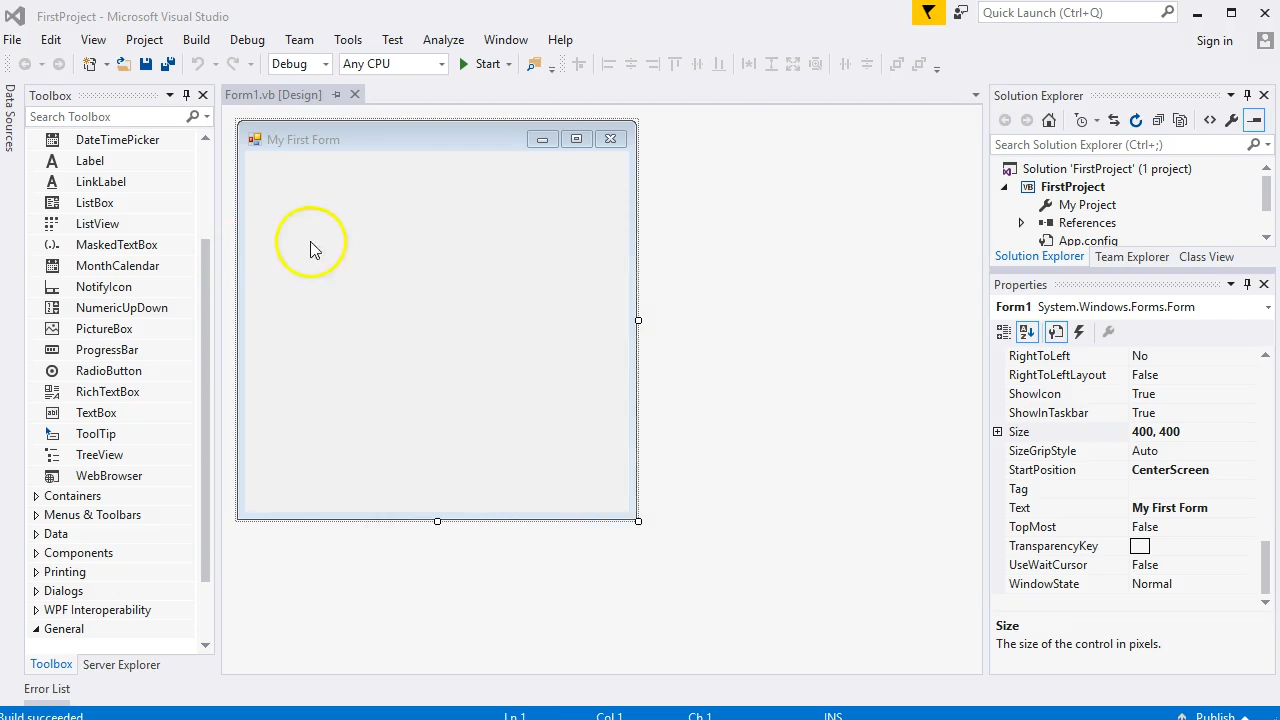 FirstProject - Microsoft Visual Studio
Quick Launch (Ctrl+Q)
File Edit View Project Build Debug Team Tools Test Analyze Window Help
Sign in
Debug Any CPU Start
Data Sources
Toolbox
Search Toolbox
DateTimePicker
Label
LinkLabel
ListBox
ListView
MaskedTextBox
MonthCalendar
NotifyIcon
NumericUpDown
PictureBox
ProgressBar
RadioButton
RichTextBox
TextBox
ToolTip
TreeView
WebBrowser
Containers
Menus & Toolbars
Data
Components
Printing
Dialogs
WPF Interoperability
General
Toolbox Server Explorer
Form1.vb [Design]
My First Form
Solution Explorer
Search Solution Explorer (Ctrl+;)
Solution 'FirstProject' (1 project)
VB FirstProject
My Project
References
App.config
Solution Explorer Team Explorer Class View
Properties
Form1 System.Windows.Forms.Form
RightToLeft No
RightToLeftLayout False
ShowIcon True
ShowInTaskbar True
Size 400, 400
SizeGripStyle Auto
StartPosition CenterScreen
Tag
Text My First Form
TopMost False
TransparencyKey
UseWaitCursor False
WindowState Normal
Size
The size of the control in pixels.
Error List
Build succeeded
Ln 1 Col 1 Ch 1 INS Publish